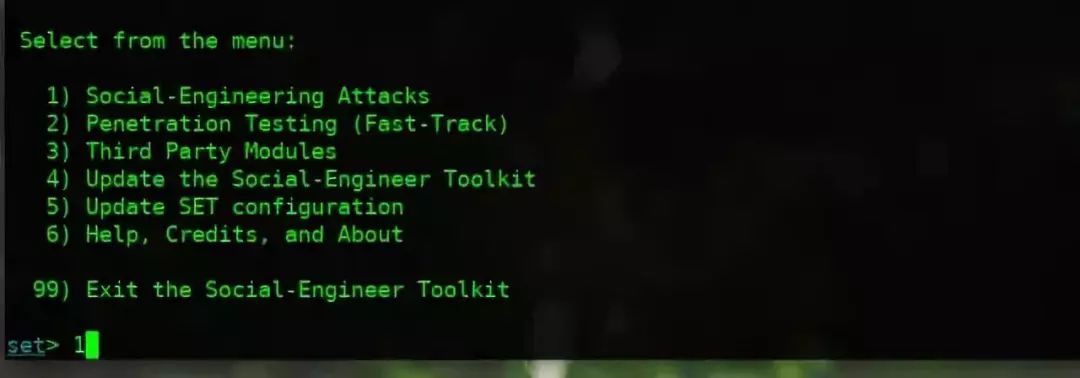 Select from the menu:
1) Social-Engineering Attacks
2) Penetration Testing (Fast-Track)
3) Third Party Modules
4) Update the Social-Engineer Toolkit
5) Update SET configuration
6) Help, Credits, and About
99) Exit the Social-Engineer Toolkit
set> 1